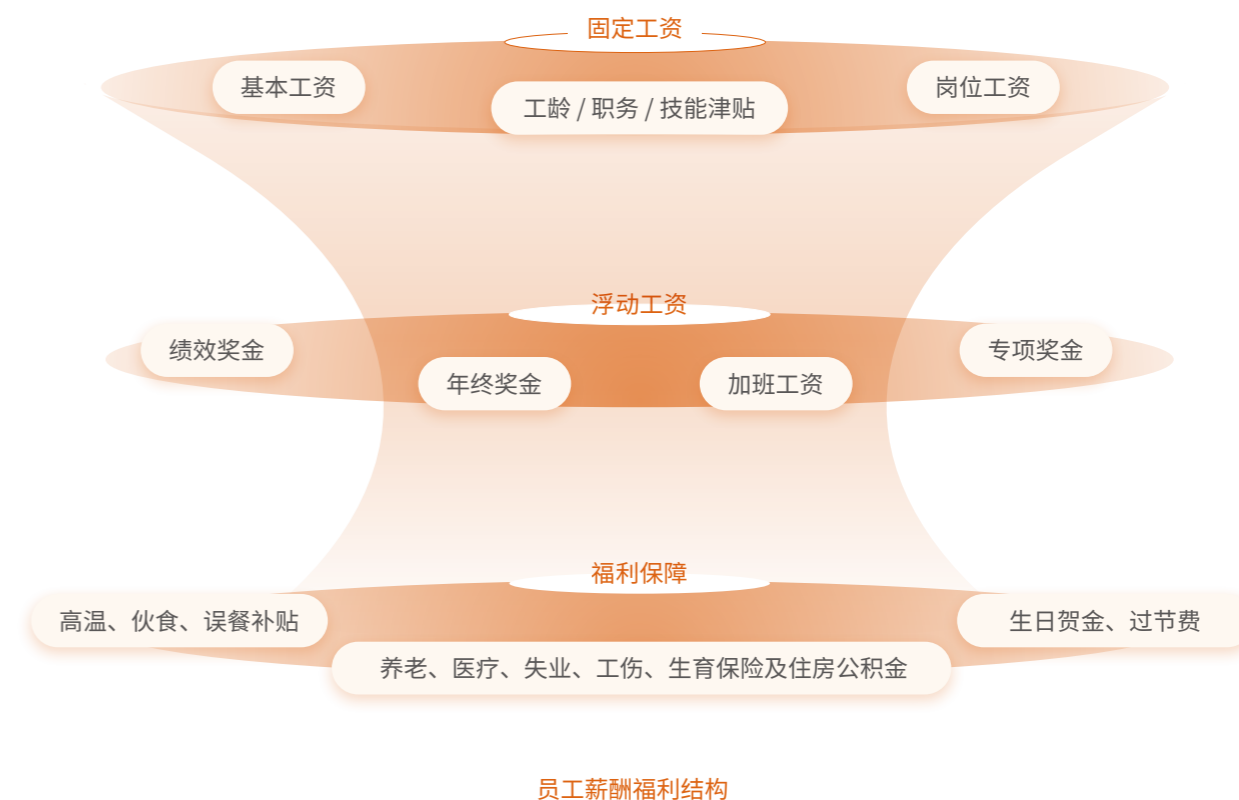 固定工资
基本工资
工龄 / 职务 / 技能津贴
岗位工资
浮动工资
绩效奖金
年终奖金
加班工资
专项奖金
福利保障
高温、伙食、误餐补贴
养老、医疗、失业、工伤、生育保险及住房公积金
生日贺金、过节费
员工薪酬福利结构